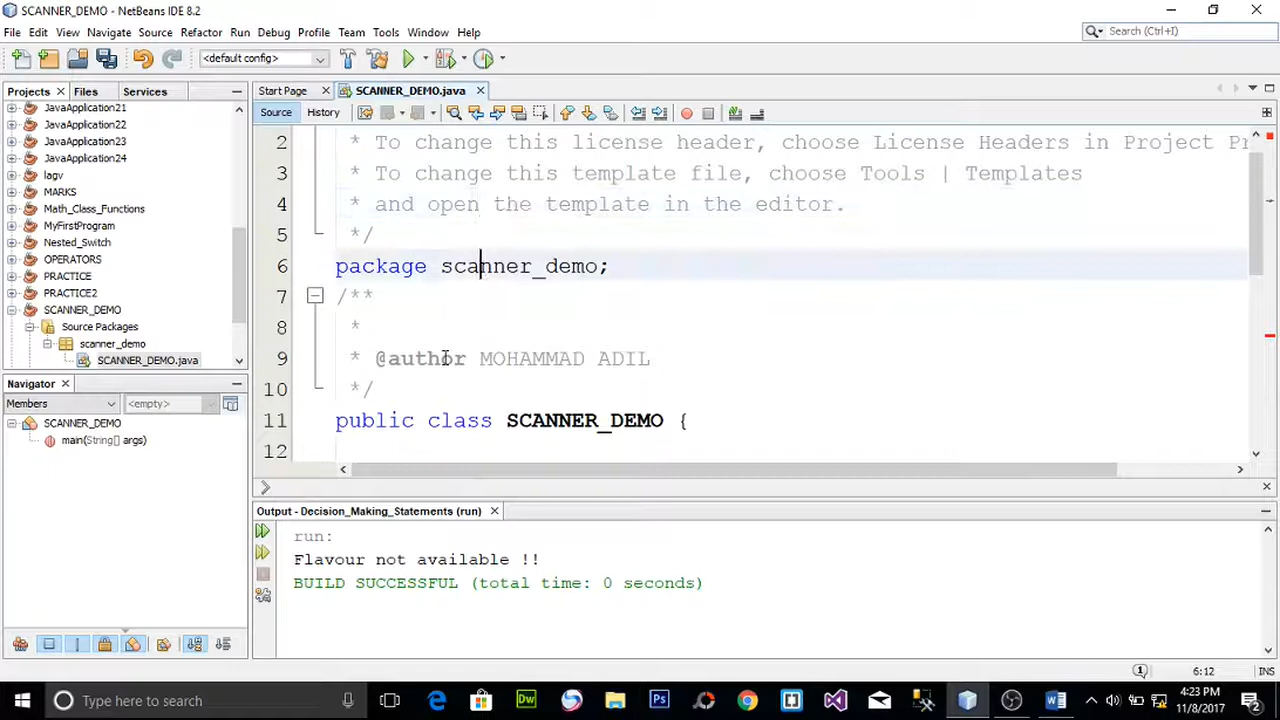 SCANNER_DEMO - NetBeans IDE 8.2
File Edit View Navigate Source Refactor Run Debug Profile Team Tools Window Help
Search (Ctrl+I)
<default config>
Projects Files Services
Start Page SCANNER_DEMO.java
Source History
JavaApplication21
JavaApplication22
JavaApplication23
JavaApplication24
lagv
MARKS
Math_Class_Functions
MyFirstProgram
Nested_Switch
OPERATORS
PRACTICE
PRACTICE2
SCANNER_DEMO
Source Packages
scanner_demo
SCANNER_DEMO.java
2 * To change this license header, choose License Headers in Project Pr
3 * To change this template file, choose Tools | Templates
4 * and open the template in the editor.
5 */
6 package scanner_demo;
7 /**
8 *
9 * @author MOHAMMAD ADIL
10 */
11 public class SCANNER_DEMO {
12
Navigator
Members <empty>
SCANNER_DEMO
main(String[] args)
Output - Decision_Making_Statements (run)
run:
Flavour not available !!
BUILD SUCCESSFUL (total time: 0 seconds)
1 6:12 INS
Type here to search
Dw
Ps
4:23 PM
11/8/2017
2